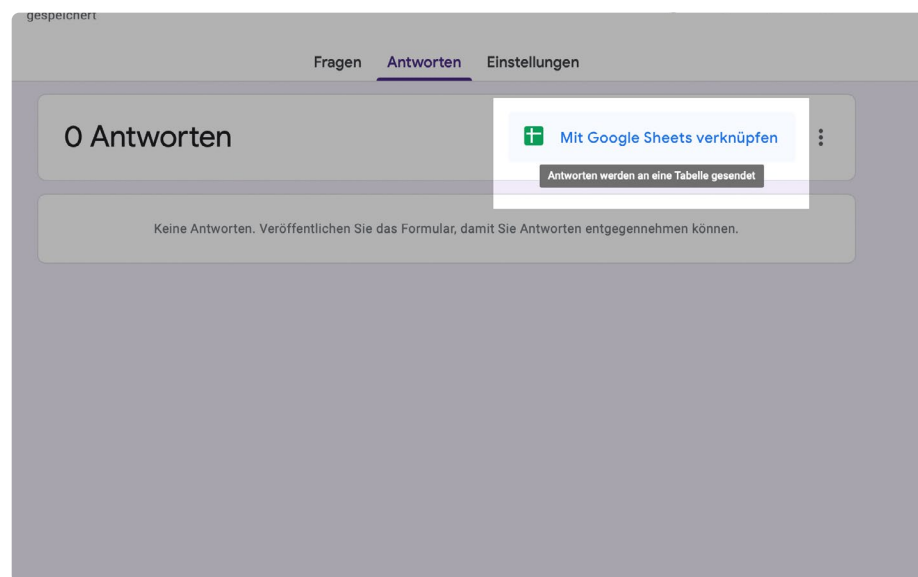 gespeichert
Fragen Antworten Einstellungen
0 Antworten
Mit Google Sheets verknüpfen
Antworten werden an eine Tabelle gesendet
Keine Antworten. Veröffentlichen Sie das Formular, damit Sie Antworten entgegennehmen können.